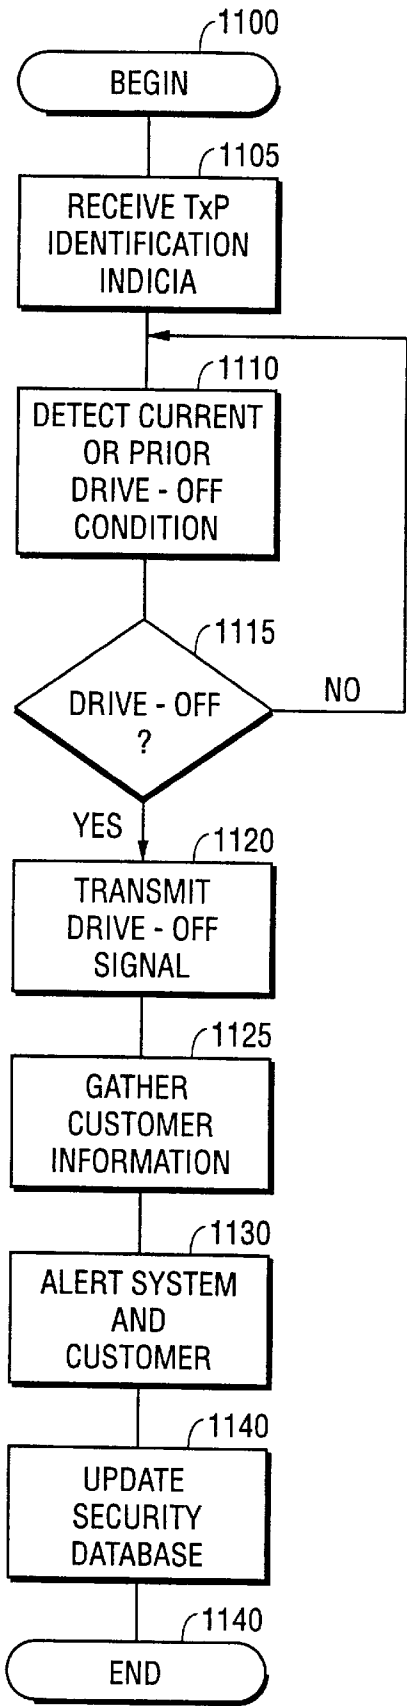 1100
BEGIN
1105
RECEIVE TxP
IDENTIFICATION
INDICIA
1110
DETECT CURRENT
OR PRIOR
DRIVE - OFF
CONDITION
1115
DRIVE - OFF
?
NO
YES
1120
TRANSMIT
DRIVE - OFF
SIGNAL
1125
GATHER
CUSTOMER
INFORMATION
1130
ALERT SYSTEM
AND
CUSTOMER
1140
UPDATE
SECURITY
DATABASE
1140
END